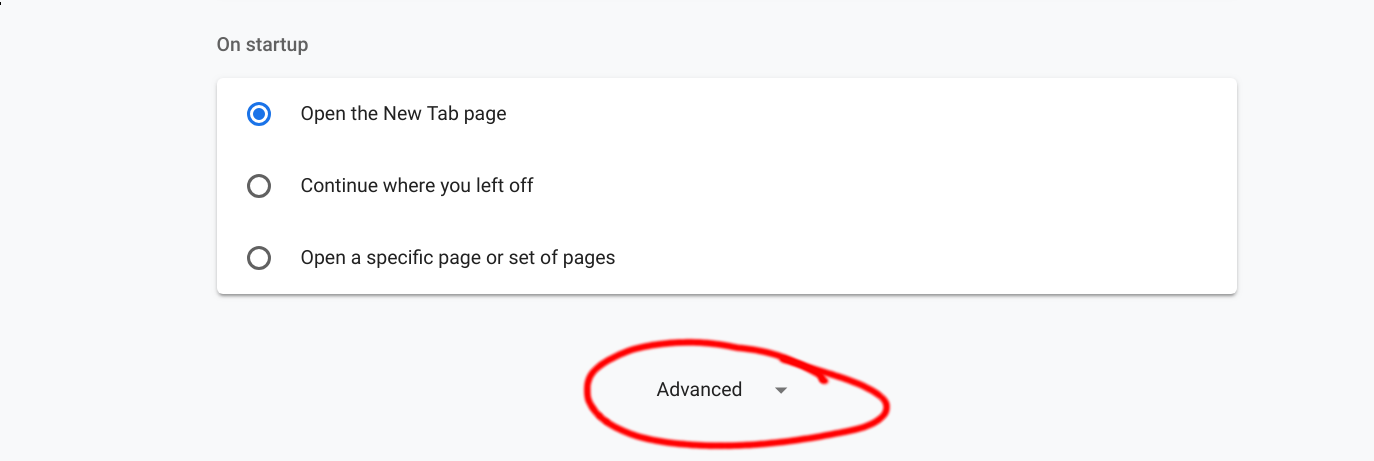 On startup
Open the New Tab page
Continue where you left off
Open a specific page or set of pages
Advanced